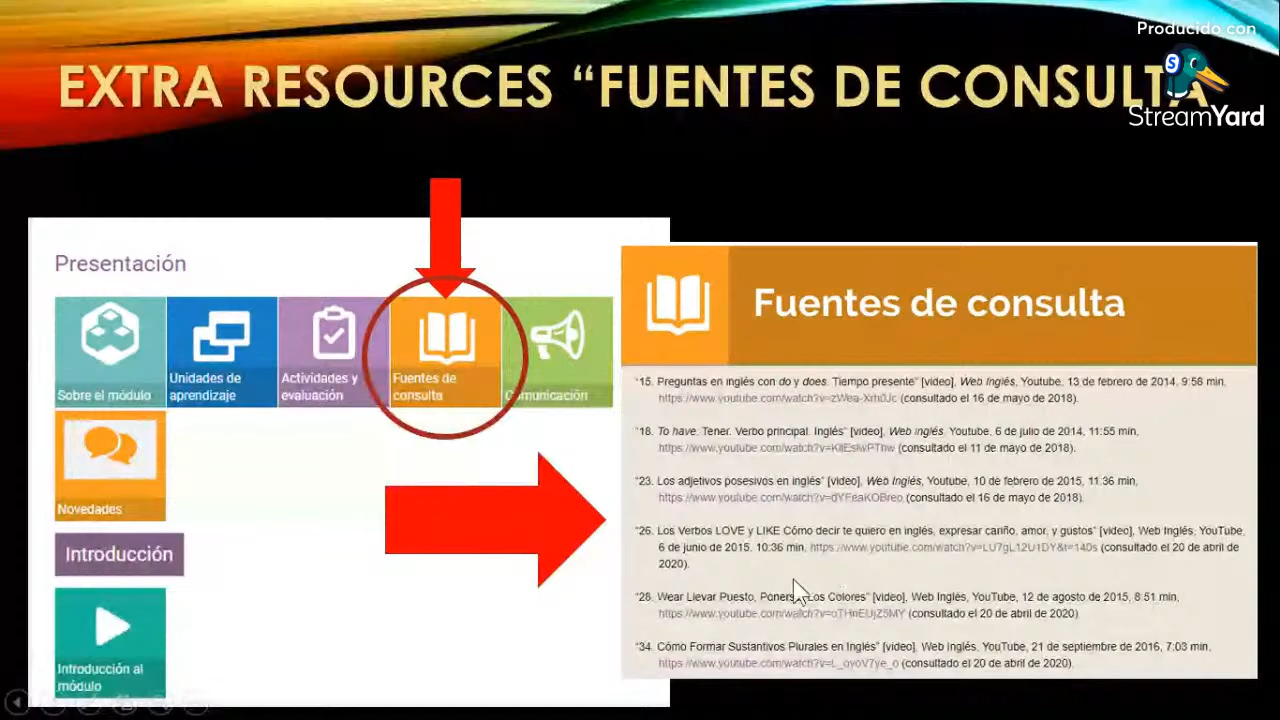 Producido con
StreamYard
EXTRA RESOURCES “FUENTES DE CONSULTA
Presentación
Sobre el módulo
Unidades de
aprendizaje
Actividades y
evaluación
Fuentes de
consulta
Comunicación
Novedades
Introducción
Introducción al
módulo
Fuentes de consulta
“15. Preguntas en inglés con do y does. Tiempo presente” [video], Web Inglés, Youtube, 13 de febrero de 2014, 9:56 min,
(consultado el 16 de mayo de 2018).
“18. To have. Tener. Verbo principal. Inglés” [video], Web inglés. Youtube, 6 de julio de 2014, 11:55 min,
(consultado el 11 de mayo de 2018).
“23. Los adjetivos posesivos en inglés” [video], Web Inglés, Youtube, 10 de febrero de 2015, 11:36 min,
(consultado el 16 de mayo de 2018).
“26. Los Verbos LOVE y LIKE Cómo decir te quiero en inglés, expresar cariño, amor, y gustos” [video], Web Inglés, YouTube,
6 de junio de 2015, 10:36 min, (consultado el 20 de abril de
2020).
“28. Wear Llevar Puesto, Los Colores” [video], Web Inglés, YouTube, 12 de agosto de 2015, 8:51 min,
(consultado el 20 de abril de 2020)
“34. Cómo Formar Sustantivos Plurales en Inglés” [video], Web Inglés, YouTube, 21 de septiembre de 2016, 7:03 min,
(consultado el 20 de abril de 2020).